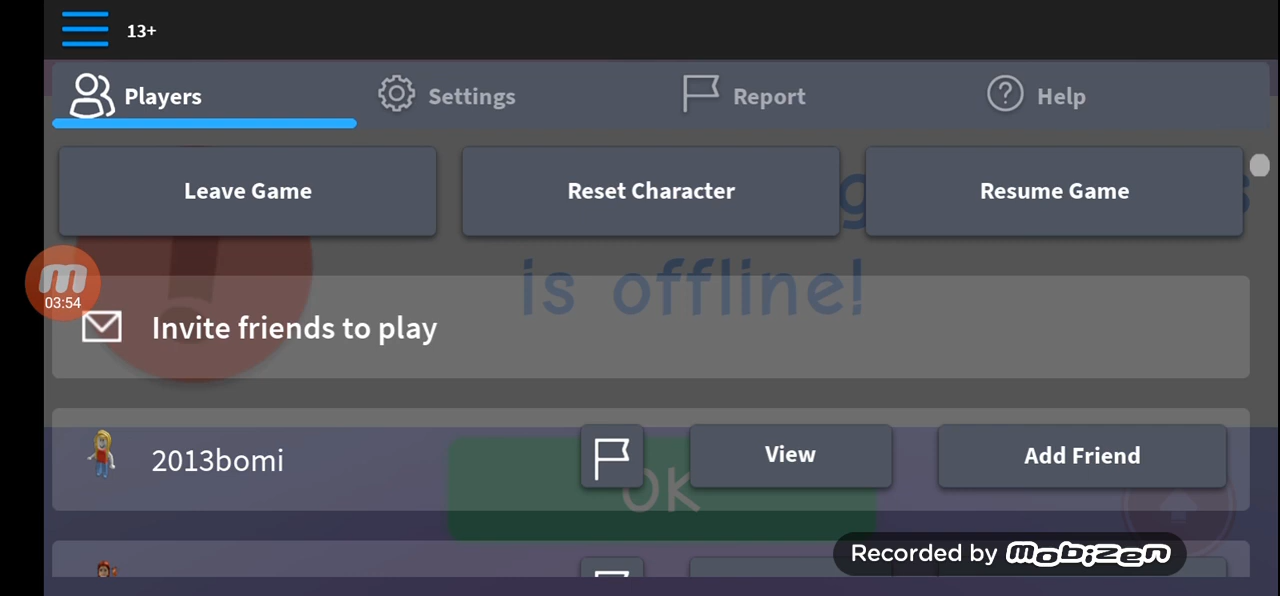 13+
Players Settings Report Help
Leave Game Reset Character Resume Game
is offline!
03:54
Invite friends to play
2013bomi View Add Friend
OK
Recorded by mobizen